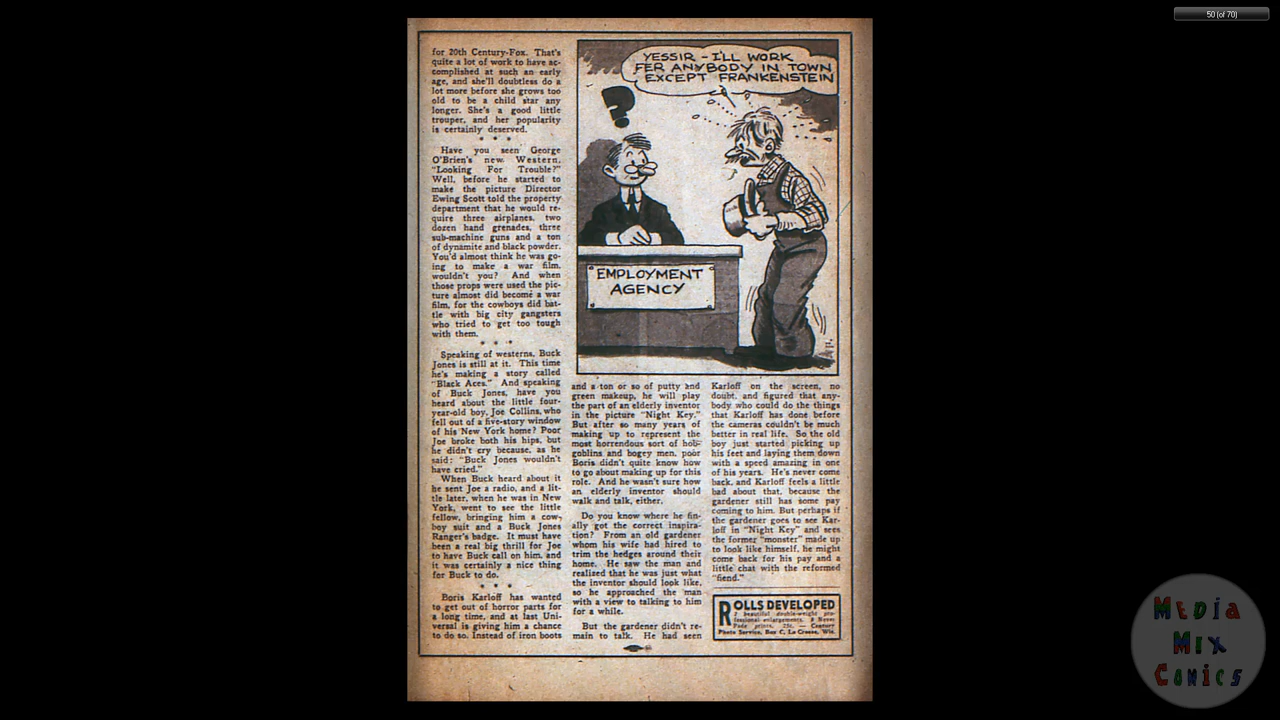 50 (of 70)
for 20th Century-Fox. That's
quite a lot of work to have ac-
complished at such an early
age, and she'll doubtless do a
lot more before she grows too
old to be a child star any
longer. She's a good little
trouper, and her popularity
is certainly deserved.
* * *
Have you seen George
O'Brien's new Western,
"Looking For Trouble?"
Well, before he started to
make the picture Director
Ewing Scott told the property
department that he would re-
quire three airplanes, two
dozen hand grenades, three
sub-machine guns and a ton
of dynamite and black powder.
You'd almost think he was go-
ing to make a war film,
wouldn't you? And when
those props were used the pic-
ture almost did become a war
film, for the cowboys did bat-
tle with big city gangsters
who tried to get too tough
with them.
* * *
Speaking of westerns, Buck
Jones is still at it. This time
he's making a story called
"Black Aces." And speaking
of Buck Jones, have you
heard about the little four-
year-old boy, Joe Collins, who
fell out of a five-story window
of his New York home? Poor
Joe broke both his hips, but
he didn't cry because, as he
said: "Buck Jones wouldn't
have cried."
When Buck heard about it
he sent Joe a radio, and a lit-
tle later, when he was in New
York, went to see the little
fellow, bringing him a cow-
boy suit and a Buck Jones
Ranger's badge. It must have
been a real big thrill for Joe
to have Buck call on him, and
it was certainly a nice thing
for Buck to do.
* * *
Boris Karloff has wanted
to get out of horror parts for
a long time, and at last Uni-
versal is giving him a chance
to do so. Instead of iron boots
YESSIR - I'LL WORK
FER ANYBODY IN TOWN
EXCEPT FRANKENSTEIN
?
EMPLOYMENT
AGENCY
and a ton or so of putty and
green makeup, he will play
the part of an elderly inventor
in the picture "Night Key."
But after so many years of
making up to represent the
most horrendous sort of hob-
goblins and bogey men, poor
Boris didn't quite know how
to go about making up for this
role. And he wasn't sure how
an elderly inventor should
walk and talk, either.
Do you know where he fin-
ally got the correct inspira-
tion? From an old gardener
whom his wife had hired to
trim the hedges around their
home. He saw the man and
realized that he was just what
the inventor should look like,
so he approached the man
with a view to talking to him
for a while.
But the gardener didn't re-
main to talk. He had seen
Karloff on the screen, no
doubt, and figured that any-
body who could do the things
that Karloff has done before
the cameras couldn't be much
better in real life. So the old
boy just started picking up
his feet and laying them down
with a speed amazing in one
of his years. He's never come
back, and Karloff feels a little
bad about that, because the
gardener still has some pay
coming to him. But perhaps if
the gardener goes to see Kar-
loff in "Night Key" and sees
the former "monster" made up
to look like himself, he might
come back for his pay and a
little chat with the reformed
"fiend."
ROLLS DEVELOPED
2 beautiful double-weight pro-
fessional enlargements. 8 Never
Fade prints, 25c. — Century
Photo Service, Box C, La Crosse, Wis.
MEDIA
MIX
COMICS